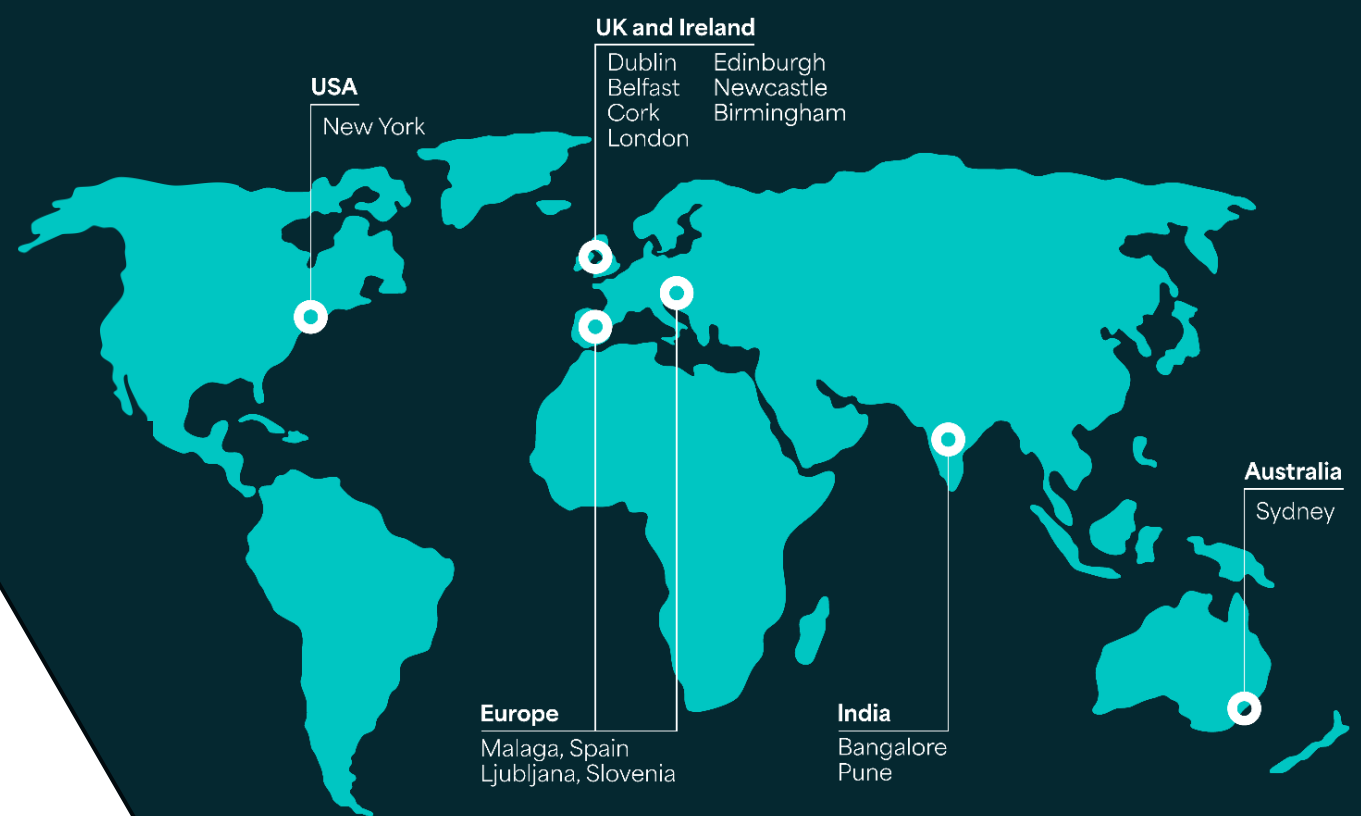 UK and Ireland
Dublin Edinburgh
Belfast Newcastle
Cork Birmingham
London
USA
New York
Australia
Sydney
Europe
Malaga, Spain
Ljubljana, Slovenia
India
Bangalore
Pune